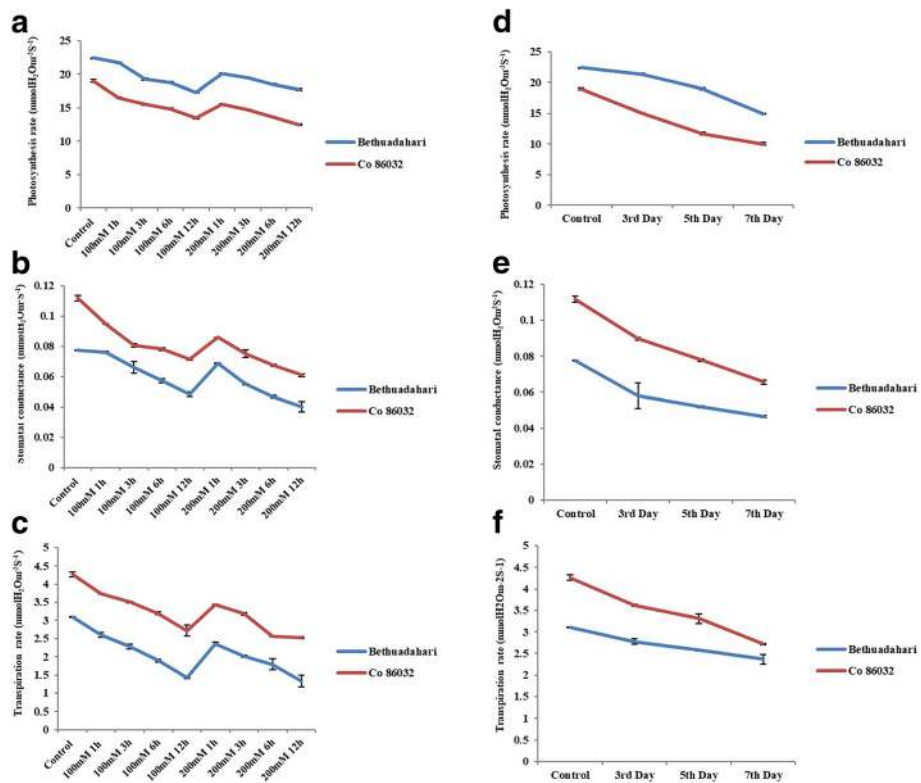 a
25
20
15
10
5
0
Photosynthesis rate (mmolH₂Om⁻²S⁻¹)
Control
100mM 1h
100mM 3h
100mM 6h
100mM 12h
200mM 1h
200mM 3h
200mM 6h
200mM 12h
Bethuadahari
Co 86032
d
25
20
15
10
5
0
Photosynthesis rate (mmolH₂Om⁻²S⁻¹)
Control
3rd Day
5th Day
7th Day
Bethuadahari
Co 86032
b
0.12
0.1
0.08
0.06
0.04
0.02
0
Stomatal conductance (mmolH₂Om⁻²S⁻¹)
Control
100mM 1h
100mM 3h
100mM 6h
100mM 12h
200mM 1h
200mM 3h
200mM 6h
200mM 12h
Bethuadahari
Co 86032
e
0.12
0.1
0.08
0.06
0.04
0.02
0
Stomatal conductance (mmolH₂Om⁻²S⁻¹)
Control
3rd Day
5th Day
7th Day
Bethuadahari
Co 86032
c
5
4.5
4
3.5
3
2.5
2
1.5
1
0.5
0
Transpiration rate (mmolH₂Om⁻²S⁻¹)
Control
100mM 1h
100mM 3h
100mM 6h
100mM 12h
200mM 1h
200mM 3h
200mM 6h
200mM 12h
Bethuadahari
Co 86032
f
5
4.5
4
3.5
3
2.5
2
1.5
1
0.5
0
Transpiration rate (mmolH2Om-2S-1)
Control
3rd Day
5th Day
7th Day
Bethuadahari
Co 86032